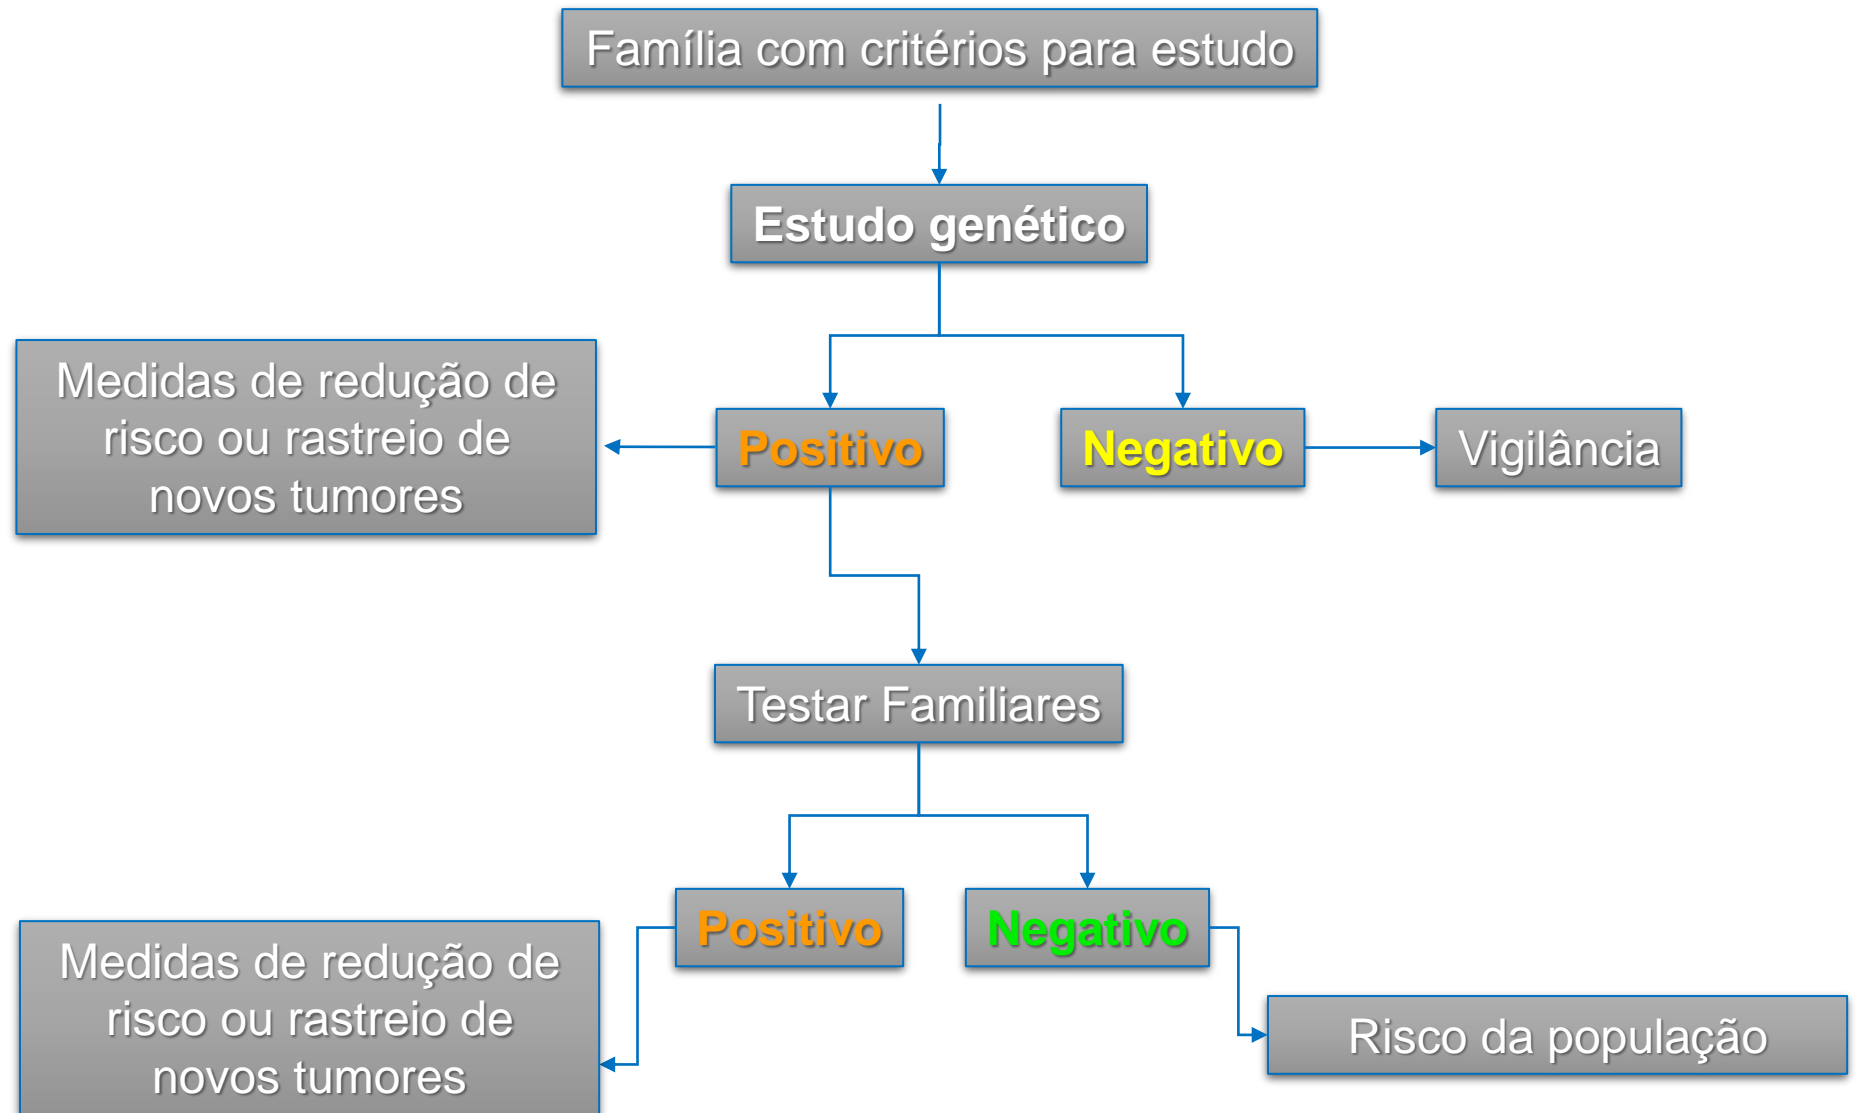 Família com critérios para estudo
Estudo genético
Medidas de redução de
risco ou rastreio de
novos tumores
Positivo
Negativo
Vigilância
Testar Familiares
Positivo
Negativo
Medidas de redução de
risco ou rastreio de
novos tumores
Risco da população